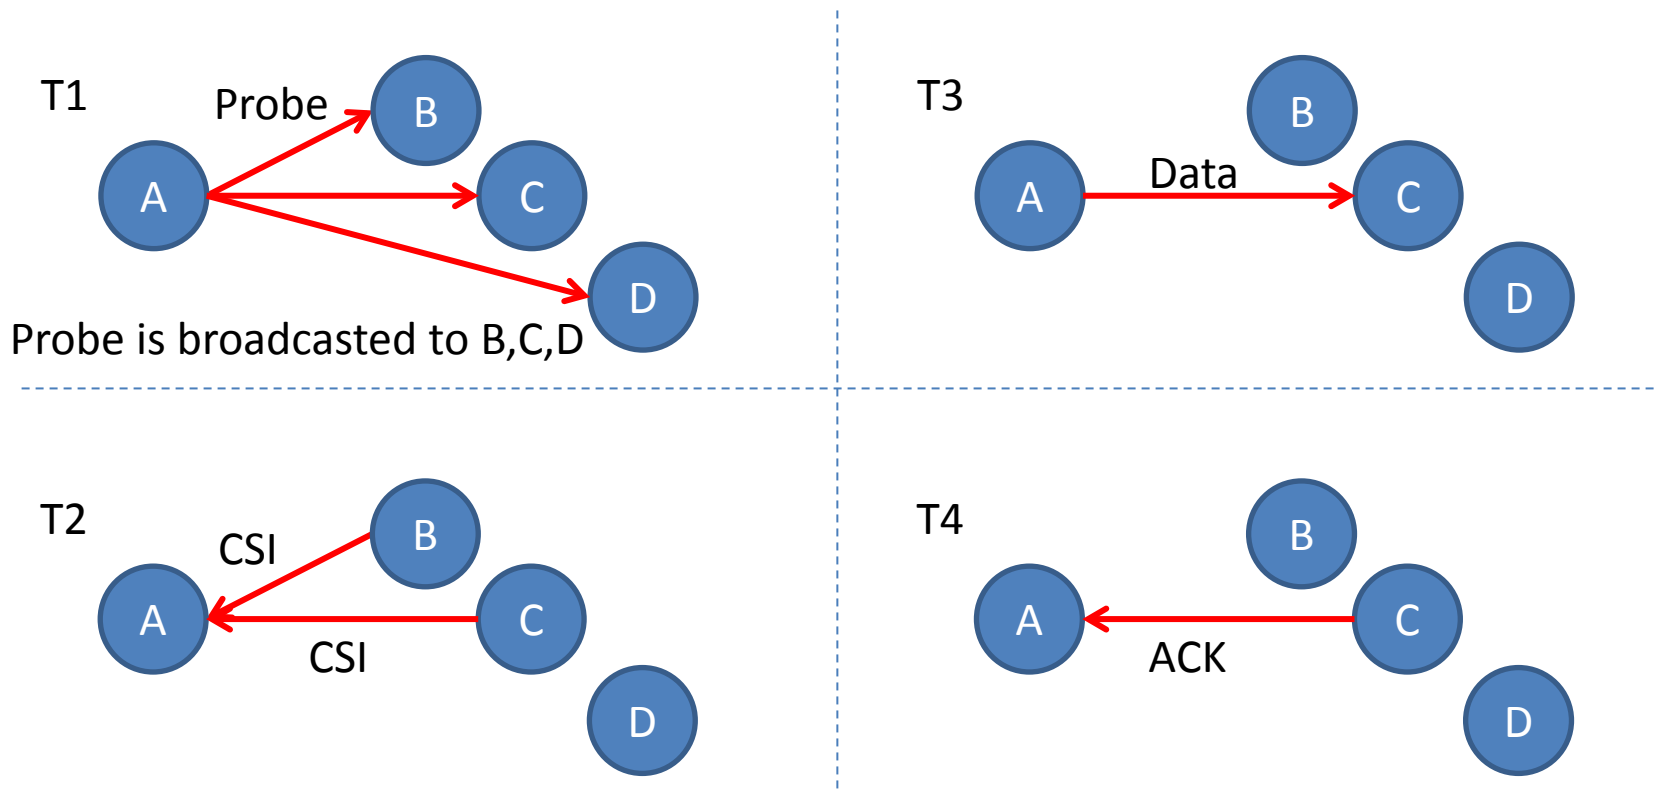 T1
Probe
B
A
C
D
Probe is broadcasted to B,C,D
T3
B
Data
A
C
D
T2
CSI
B
A
C
CSI
D
T4
B
A
C
ACK
D